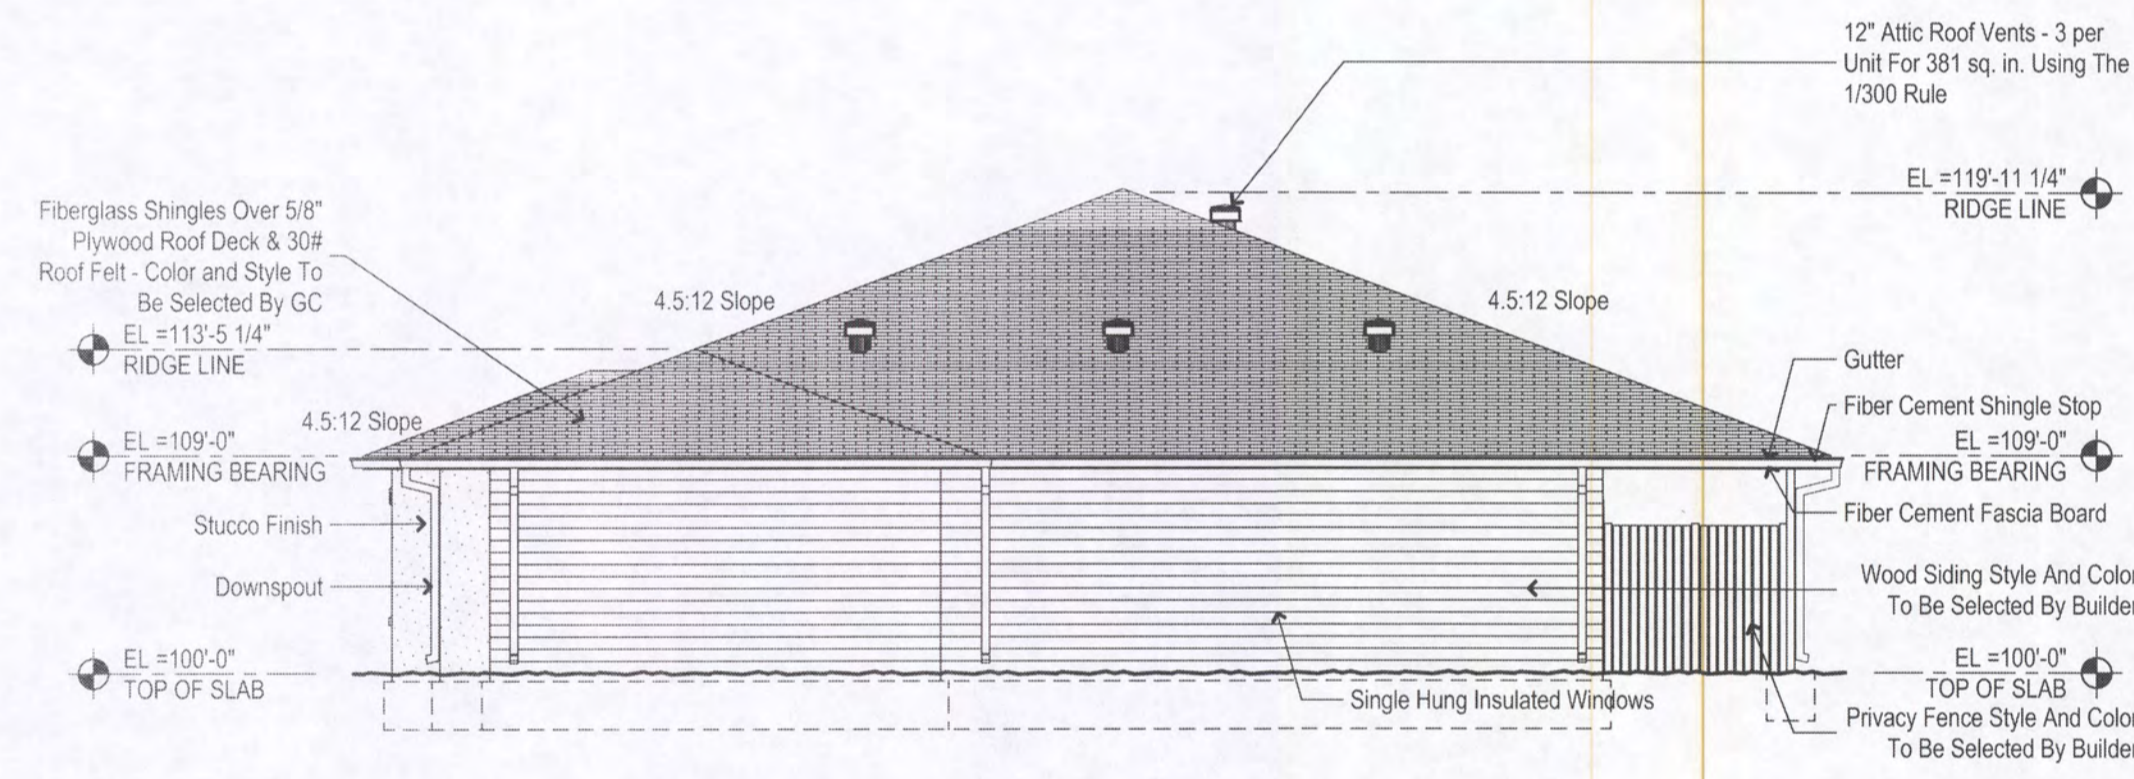 12" Attic Roof Vents - 3 per
Unit For 381 sq. in. Using The
1/300 Rule
EL =119'-11 1/4"
RIDGE LINE
Fiberglass Shingles Over 5/8"
Plywood Roof Deck & 30#
Roof Felt - Color and Style To
Be Selected By GC
EL =113'-5 1/4"
RIDGE LINE
4.5:12 Slope
4.5:12 Slope
4.5:12 Slope
EL =109'-0"
FRAMING BEARING
Stucco Finish
Downspout
EL =100'-0"
TOP OF SLAB
Gutter
Fiber Cement Shingle Stop
EL =109'-0"
FRAMING BEARING
Fiber Cement Fascia Board
Wood Siding Style And Color
To Be Selected By Builder
EL =100'-0"
TOP OF SLAB
Single Hung Insulated Windows
Privacy Fence Style And Color
To Be Selected By Builder